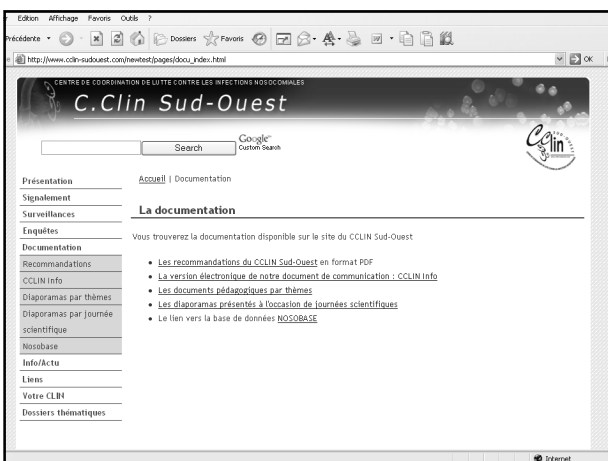 Edition Affichage Favoris Outils ?
Précédente Dossiers Favoris
http://www.cclin-sudouest.com/newtest/pages/docu_index.html OK
CENTRE DE COORDINATION DE LUTTE CONTRE LES INFECTIONS NOSOCOMIALES
C.Clin Sud-Ouest
Search Google™ Custom Search
CClin SUD-OUEST
Présentation
Signalement
Surveillances
Enquêtes
Documentation
Recommandations
CCLIN Info
Diaporamas par thèmes
Diaporamas par journée
scientifique
Nosobase
Info/Actu
Liens
Votre CLIN
Dossiers thématiques
Accueil | Documentation
La documentation
Vous trouverez la documentation disponible sur le site du CCLIN Sud-Ouest
• Les recommandations du CCLIN Sud-Ouest en format PDF
• La version électronique de notre document de communication : CCLIN Info
• Les documents pédagogiques par thèmes
• Les diaporamas présentés à l'occasion de journées scientifiques
• Le lien vers la base de données NOSOBASE
Internet